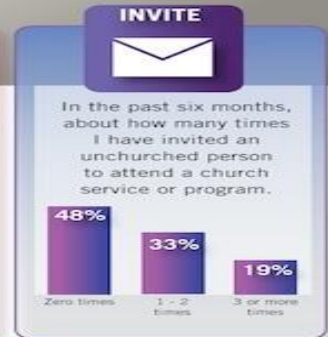 INVITE
In the past six months,
about how many times
I have invited an
unchurched person
to attend a church
service or program.
48%
33%
19%
Zero times
1 - 2
times
3 or more
times